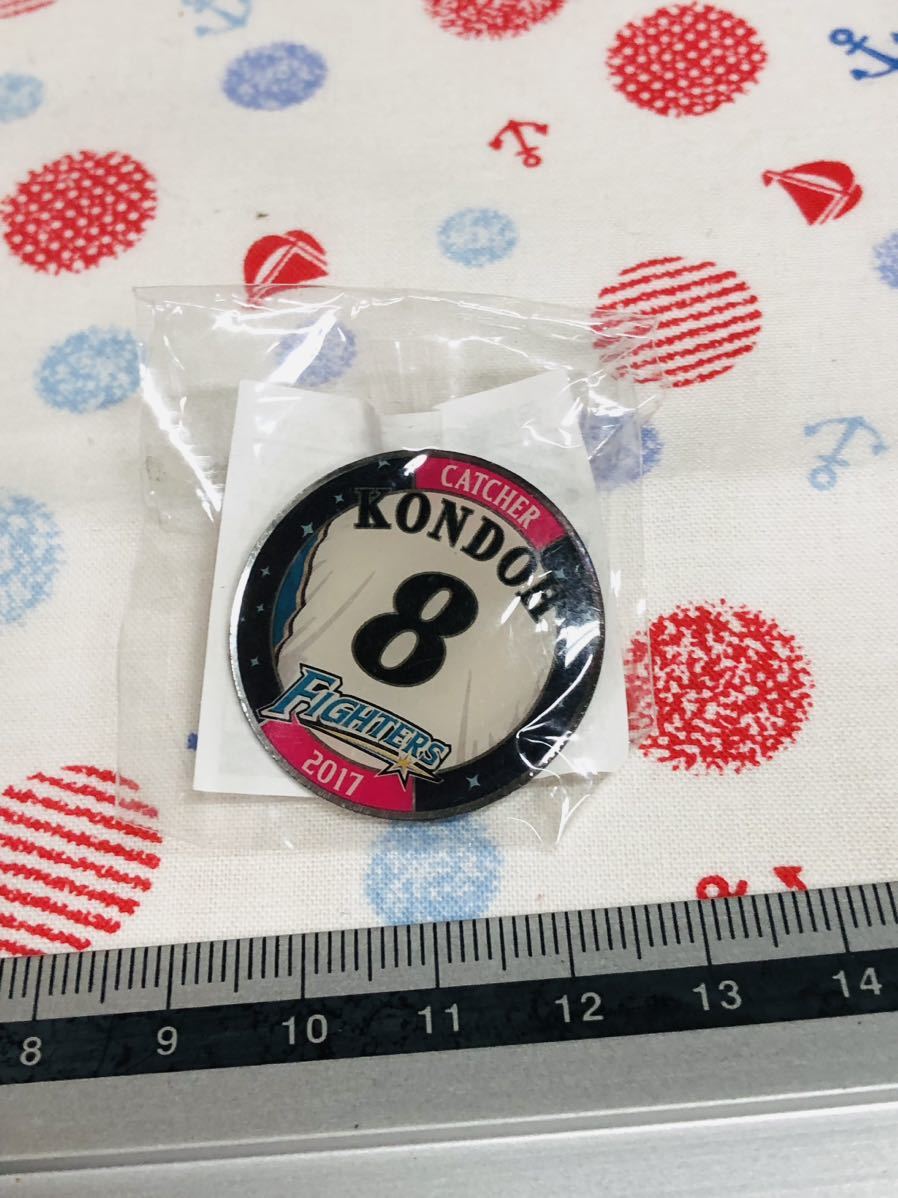 CATCHER
KONDOH
8
FIGHTERS
2017
8 9 10 11 12 13 14